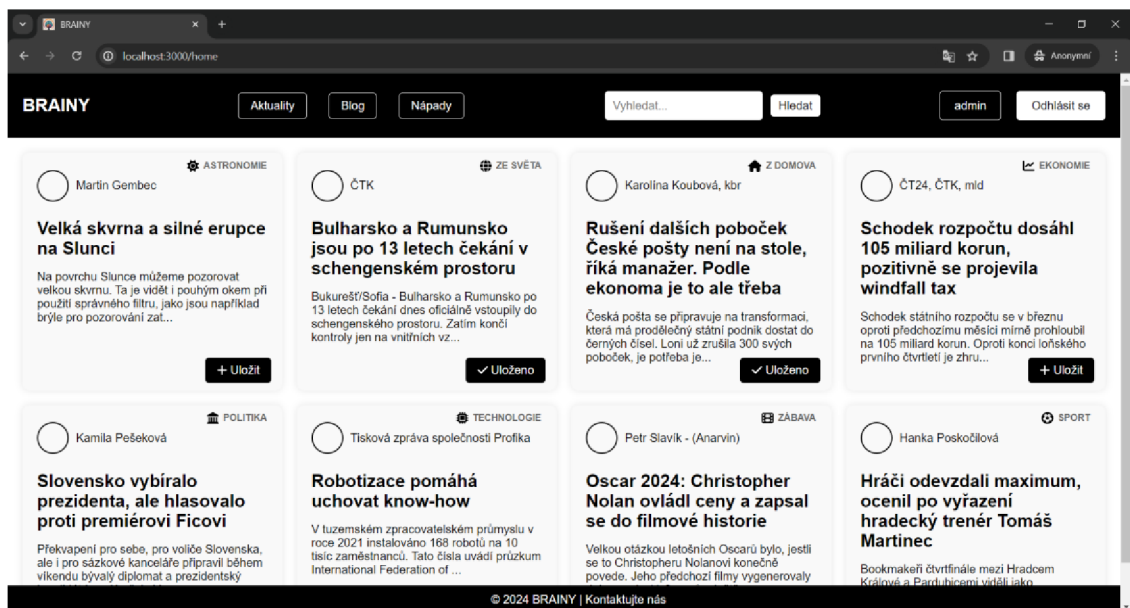 BRAINY
localhost:3000/home
Anonymní
BRAINY
Aktuality
Blog
Nápady
Vyhledat...
Hledat
admin
Odhlásit se
ASTRONOMIE
Martin Gembec
Velká skvrna a silné erupce
na Slunci
Na povrchu Slunce můžeme pozorovat
velkou skvrnu. Ta je vidět i pouhým okem při
použití správného filtru, jako jsou například
brýle pro pozorování zat...
+ Uložit
ZE SVĚTA
ČTK
Bulharsko a Rumunsko
jsou po 13 letech čekání v
schengenském prostoru
Bukurešť/Sofia - Bulharsko a Rumunsko po
13 letech čekání dnes oficiálně vstoupily do
schengenského prostoru. Zatím končí
kontroly jen na vnitřních vz...
Uloženo
Z DOMOVA
Karolína Koubová, kbr
Rušení dalších poboček
České pošty není na stole,
říká manažer. Podle
ekonoma je to ale třeba
Česká pošta se připravuje na transformaci,
která má prodělečný státní podnik dostat do
černých čísel. Loni už zrušila 300 svých
poboček, je potřeba je...
Uloženo
EKONOMIE
ČT24, ČTK, mld
Schodek rozpočtu dosáhl
105 miliard korun,
pozitivně se projevila
windfall tax
Schodek státního rozpočtu se v březnu
oproti předchozímu měsíci mírně prohloubil
na 105 miliard korun. Oproti konci loňského
prvního čtvrtletí je zhru...
+ Uložit
POLITIKA
Kamila Pešeková
Slovensko vybíralo
prezidenta, ale hlasovalo
proti premiérovi Ficovi
Překvapení pro sebe, pro voliče Slovenska,
ale i pro sázkové kanceláře připravil během
víkendu bývalý diplomat a prezidentský
TECHNOLOGIE
Tisková zpráva společnosti Profika
Robotizace pomáhá
uchovat know-how
V tuzemském zpracovatelském průmyslu v
roce 2021 instalováno 168 robotů na 10
tisíc zaměstnanců. Tato čísla uvádí průzkum
International Federation of ...
ZÁBAVA
Petr Slavík - (Anarvin)
Oscar 2024: Christopher
Nolan ovládl ceny a zapsal
se do filmové historie
Velkou otázkou letošních Oscarů bylo, jestli
se to Christopheru Nolanovi konečně
povede. Jeho předchozí filmy vygenerovaly
SPORT
Hanka Poskočilová
Hráči odevzdali maximum,
ocenil po vyřazení
hradecký trenér Tomáš
Martinec
Bookmakeři čtvrtfinále mezi Hradcem
Králové a Pardubicemi viděli jako
© 2024 BRAINY | Kontaktujte nás